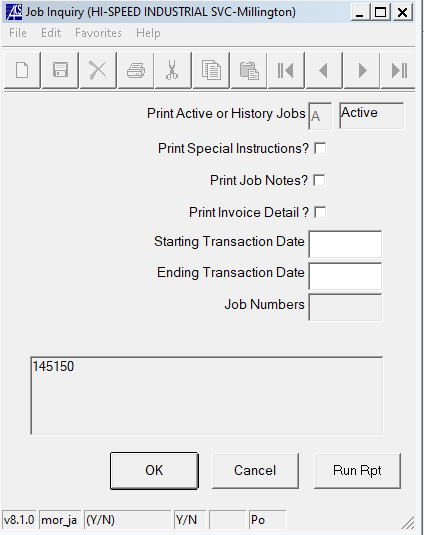 Job Inquiry (HI-SPEED INDUSTRIAL SVC-Millington)
File Edit Favorites Help
Print Active or History Jobs A Active
Print Special Instructions?
Print Job Notes?
Print Invoice Detail ?
Starting Transaction Date
Ending Transaction Date
Job Numbers
145150
OK Cancel Run Rpt
v8.1.0 mor_ja (Y/N) Y/N Po